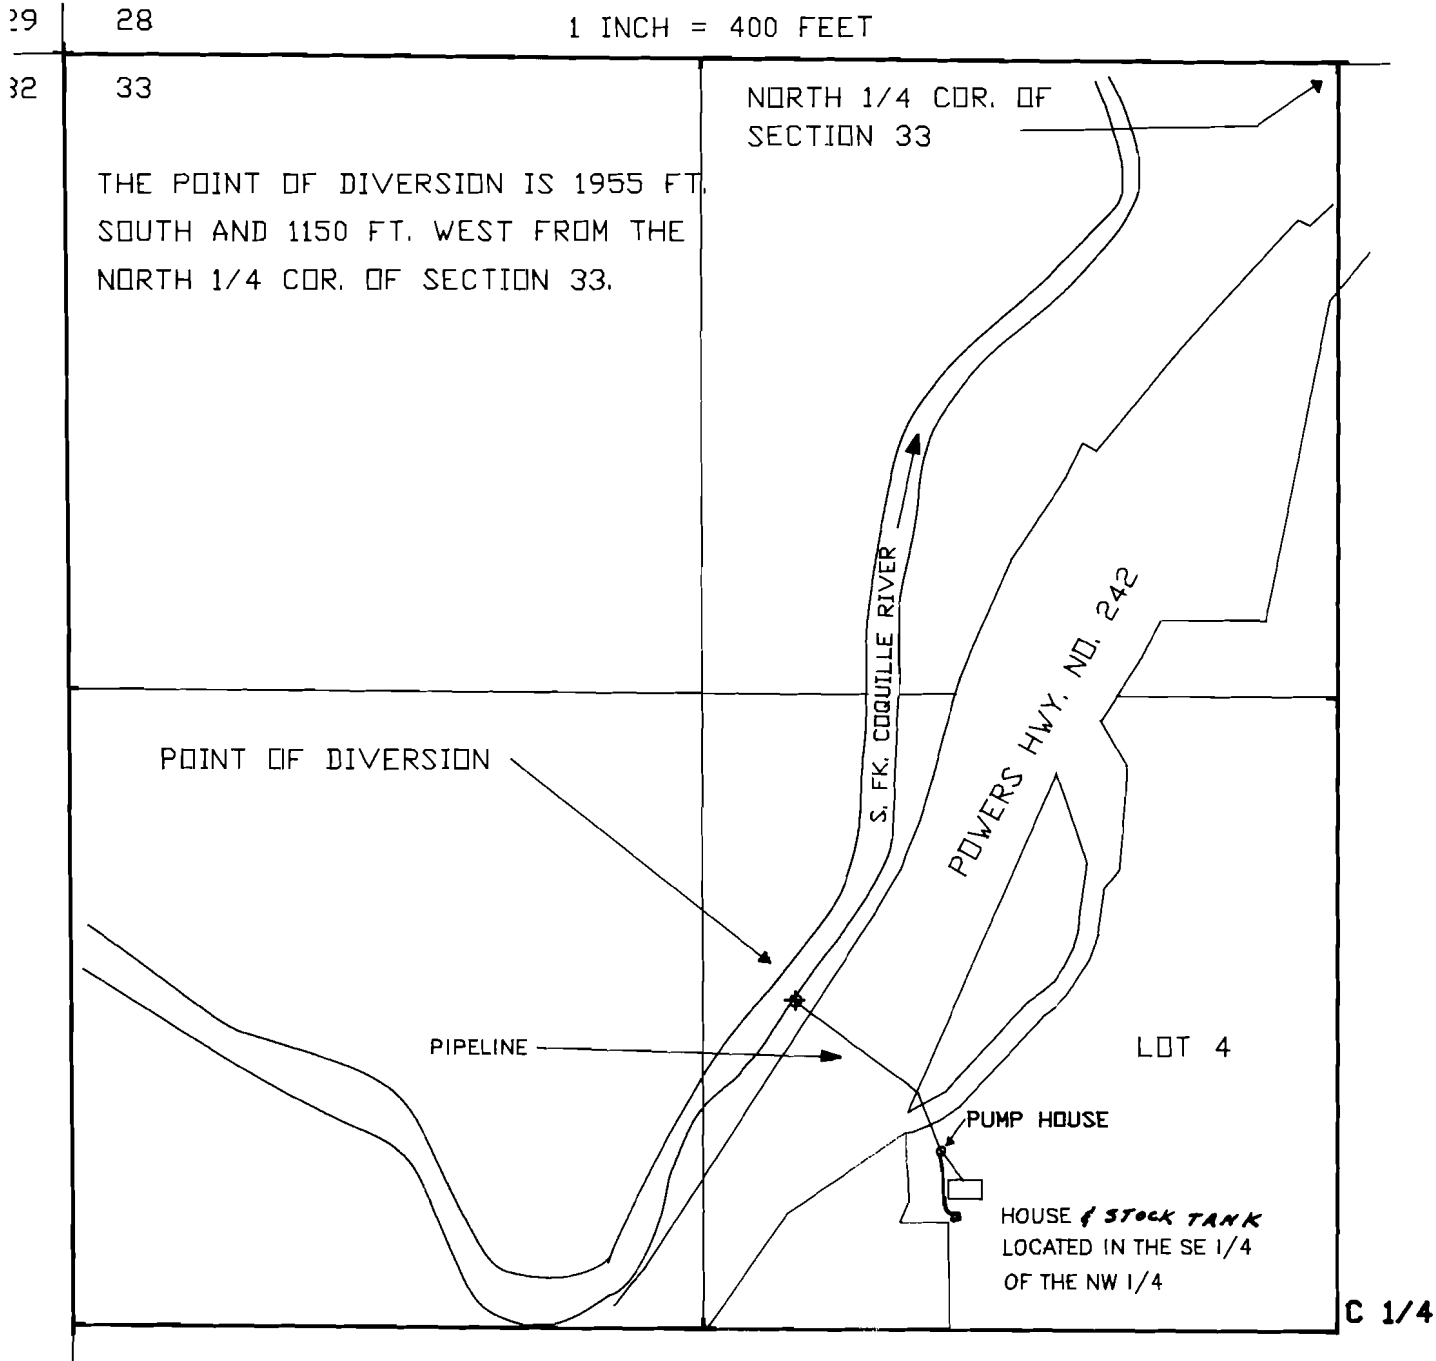 29 28
1 INCH = 400 FEET
32 33
NORTH 1/4 COR. OF
SECTION 33
THE POINT OF DIVERSION IS 1955 FT.
SOUTH AND 1150 FT. WEST FROM THE
NORTH 1/4 COR. OF SECTION 33.
S. FK. COQUILLE RIVER
POWERS HWY. NO. 242
POINT OF DIVERSION
PIPELINE
LOT 4
PUMP HOUSE
HOUSE & STOCK TANK
LOCATED IN THE SE 1/4
OF THE NW 1/4
C 1/4